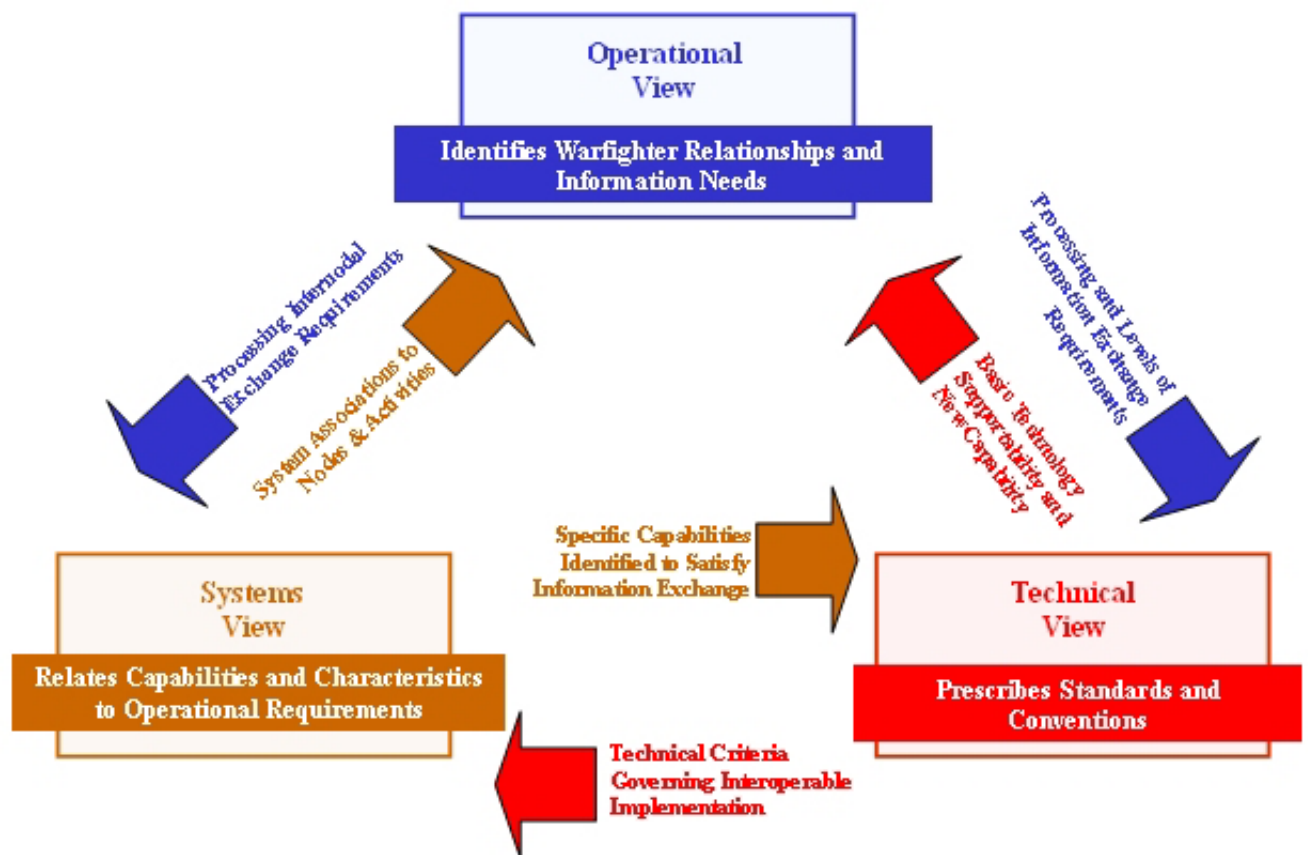 Operational
View
Identifies Warfighter Relationships and
Information Needs
Processing Internodal
Exchange Requirements
System Associations to
Nodes & Activities
Processing and Levels of
Information Exchange
Requirements
Basic Technology
Supportability and
New Capability
Specific Capabilities
Identified to Satisfy
Information Exchange
Systems
View
Relates Capabilities and Characteristics
to Operational Requirements
Technical
View
Prescribes Standards and
Conventions
Technical Criteria
Governing Interoperable
Implementation